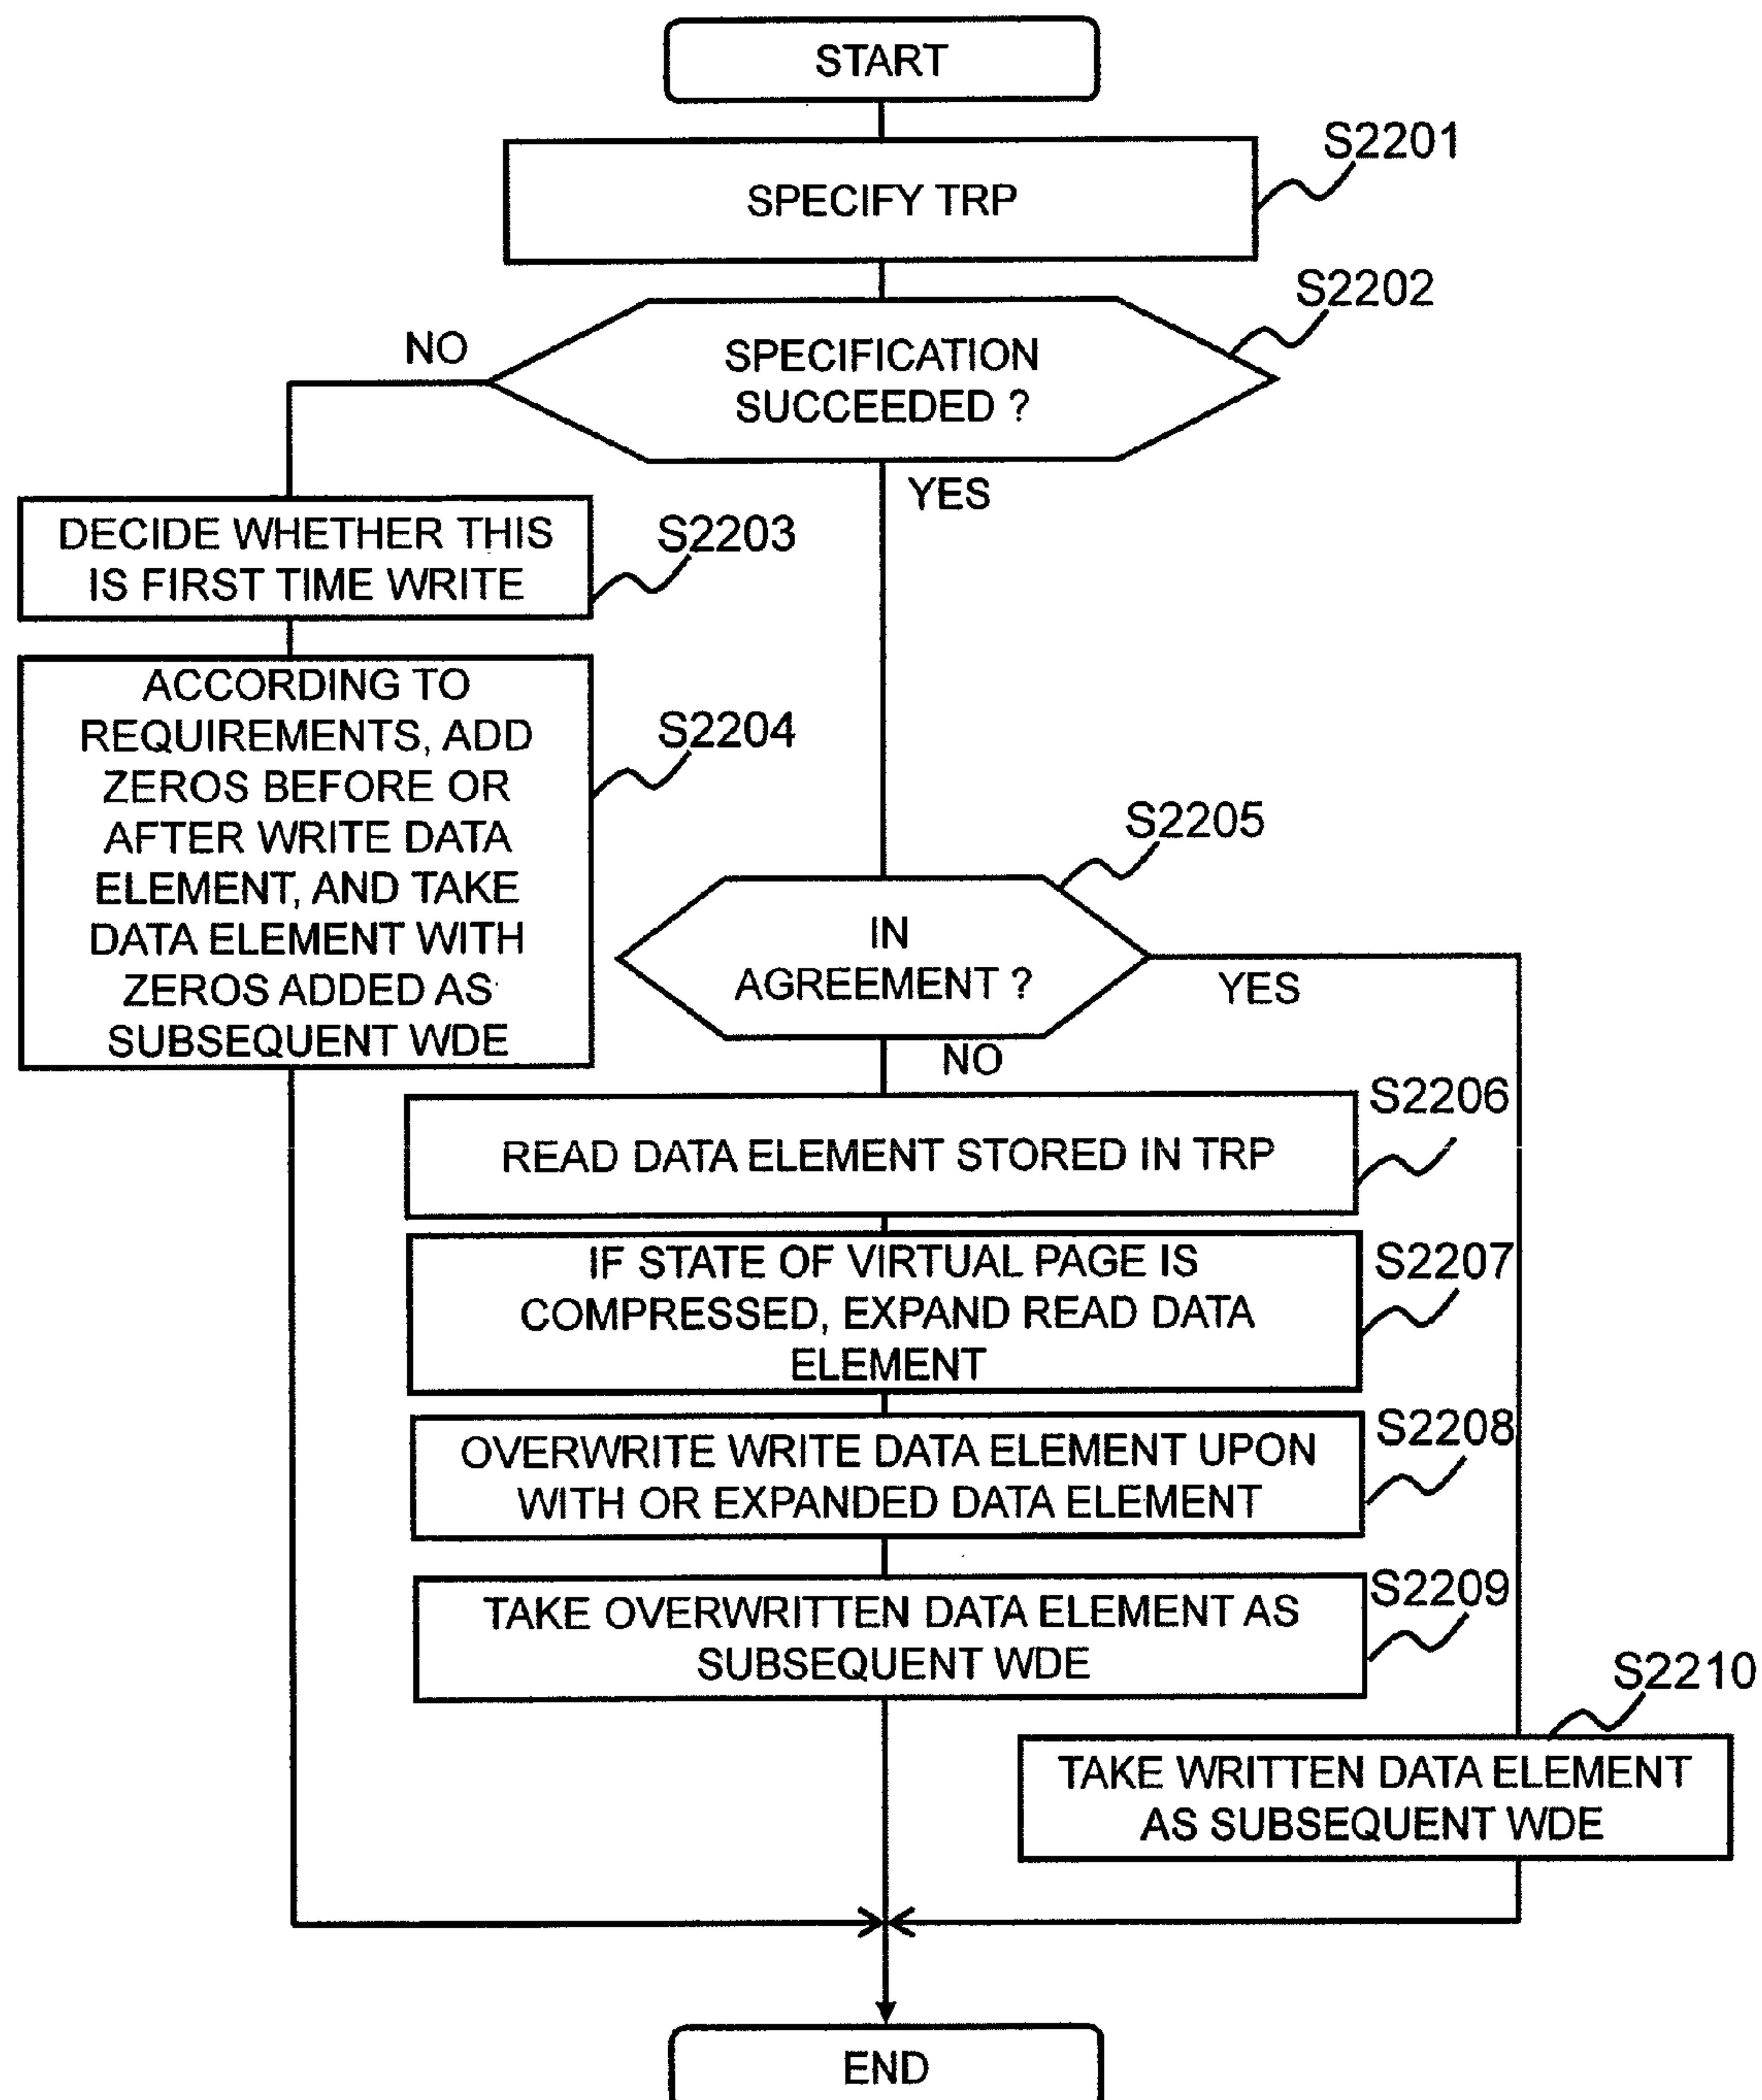 START
SPECIFY TRP
S2201
SPECIFICATION
SUCCEEDED ?
S2202
NO
YES
DECIDE WHETHER THIS
IS FIRST TIME WRITE
S2203
ACCORDING TO
REQUIREMENTS, ADD
ZEROS BEFORE OR
AFTER WRITE DATA
ELEMENT, AND TAKE
DATA ELEMENT WITH
ZEROS ADDED AS
SUBSEQUENT WDE
S2204
IN
AGREEMENT ?
S2205
YES
NO
READ DATA ELEMENT STORED IN TRP
S2206
IF STATE OF VIRTUAL PAGE IS
COMPRESSED, EXPAND READ DATA
ELEMENT
S2207
OVERWRITE WRITE DATA ELEMENT UPON
WITH OR EXPANDED DATA ELEMENT
S2208
TAKE OVERWRITTEN DATA ELEMENT AS
SUBSEQUENT WDE
S2209
TAKE WRITTEN DATA ELEMENT
AS SUBSEQUENT WDE
S2210
END